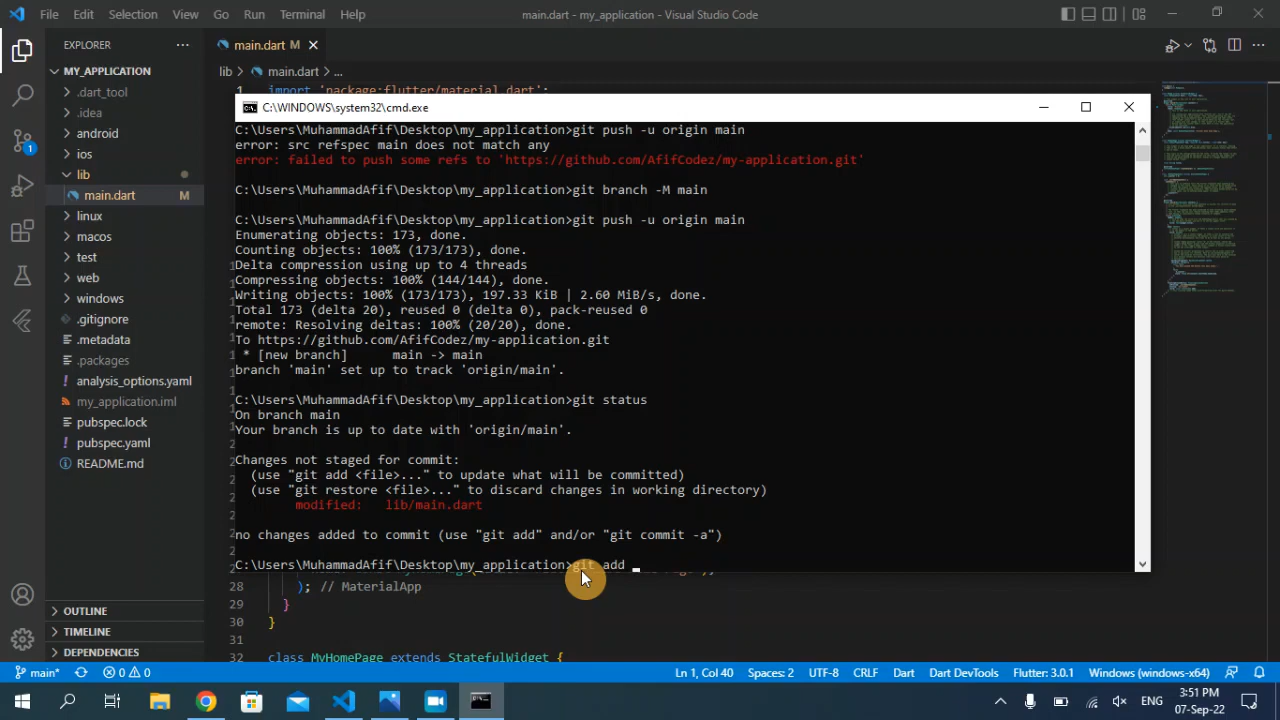 File Edit Selection View Go Run Terminal Help
main.dart - my_application - Visual Studio Code
EXPLORER
MY_APPLICATION
.dart_tool
.idea
android
ios
lib
main.dart M
linux
macos
test
web
windows
.gitignore
.metadata
.packages
analysis_options.yaml
my_application.iml
pubspec.lock
pubspec.yaml
README.md
OUTLINE
TIMELINE
DEPENDENCIES
1
main.dart M
lib > main.dart > ...
1 import 'package:flutter/material.dart';
C:\WINDOWS\system32\cmd.exe
C:\Users\MuhammadAfif\Desktop\my_application>git push -u origin main
error: src refspec main does not match any
error: failed to push some refs to 'https://github.com/AfifCodez/my-application.git'
C:\Users\MuhammadAfif\Desktop\my_application>git branch -M main
C:\Users\MuhammadAfif\Desktop\my_application>git push -u origin main
Enumerating objects: 173, done.
Counting objects: 100% (173/173), done.
Delta compression using up to 4 threads
Compressing objects: 100% (144/144), done.
Writing objects: 100% (173/173), 197.33 KiB | 2.60 MiB/s, done.
Total 173 (delta 20), reused 0 (delta 0), pack-reused 0
remote: Resolving deltas: 100% (20/20), done.
To https://github.com/AfifCodez/my-application.git
* [new branch] main -> main
branch 'main' set up to track 'origin/main'.
C:\Users\MuhammadAfif\Desktop\my_application>git status
On branch main
Your branch is up to date with 'origin/main'.
Changes not staged for commit:
(use "git add <file>..." to update what will be committed)
(use "git restore <file>..." to discard changes in working directory)
modified: lib/main.dart
no changes added to commit (use "git add" and/or "git commit -a")
C:\Users\MuhammadAfif\Desktop\my_application>git add
28 ); // MaterialApp
29 }
30 }
31
32 class MyHomePage extends StatefulWidget {
main* 0 0
Ln 1, Col 40 Spaces: 2 UTF-8 CRLF Dart Dart DevTools Flutter: 3.0.1 Windows (windows-x64)
ENG
3:51 PM
07-Sep-22